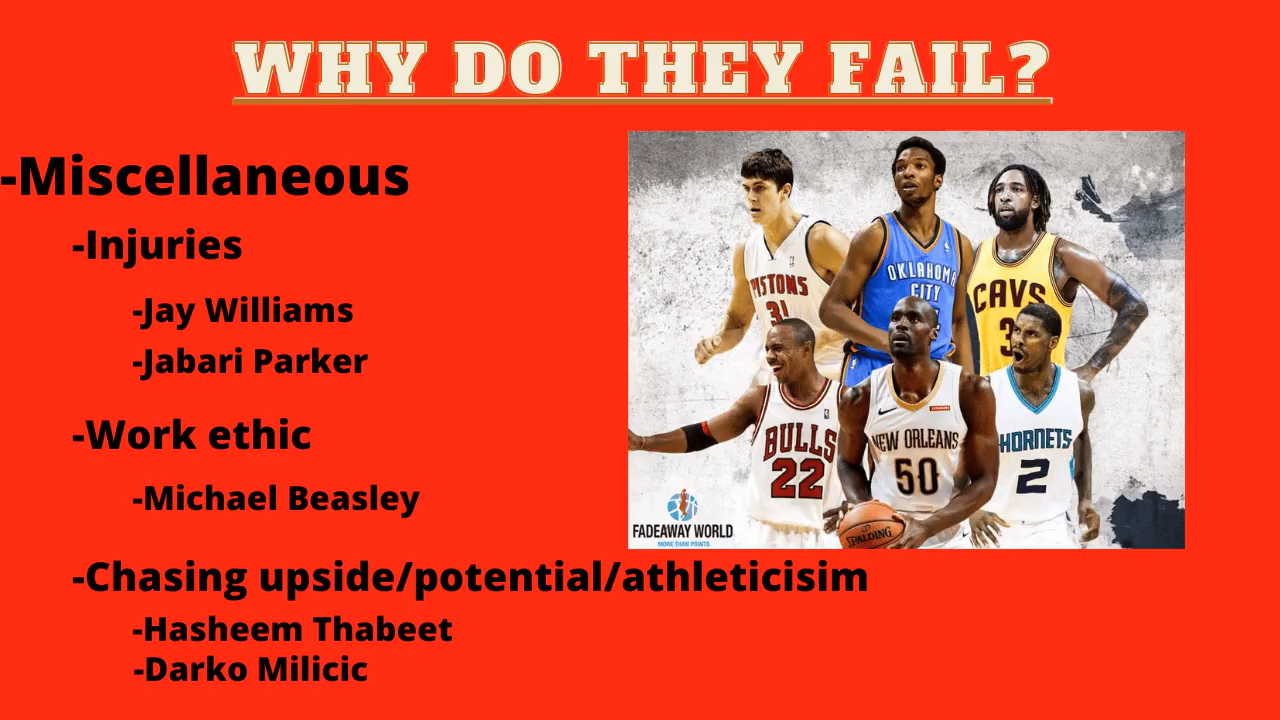 WHY DO THEY FAIL?
-Miscellaneous
-Injuries
-Jay Williams
-Jabari Parker
-Work ethic
-Michael Beasley
-Chasing upside/potential/athleticisim
-Hasheem Thabeet
-Darko Milicic
PISTONS
31
OKLAHOMA
CITY
CAVS
3
BULLS
22
NEW ORLEANS
50
HORNETS
2
SPALDING
FADEAWAY WORLD
MORE THAN POINTS